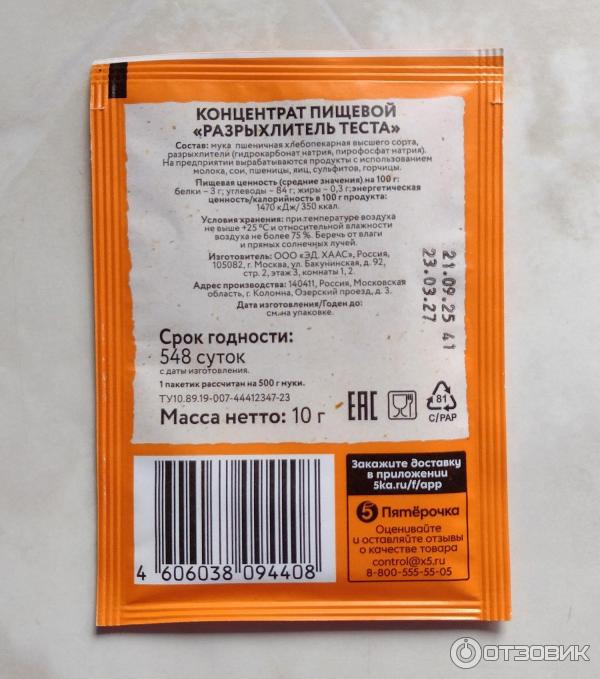 КОНЦЕНТРАТ ПИЩЕВОЙ
«РАЗРЫХЛИТЕЛЬ ТЕСТА»
Состав: мука пшеничная хлебопекарная высшего сорта,
разрыхлители (гидрокарбонат натрия, пирофосфат натрия).
На предприятии вырабатываются продукты с использованием
молока, сои, пшеницы, яиц, сульфитов, горчицы.
Пищевая ценность (средние значения) на 100 г:
белки – 3 г; углеводы – 84 г; жиры – 0,3 г; энергетическая
ценность/калорийность в 100 г продукта:
1470 кДж/ 350 ккал.
Условия хранения: при температуре воздуха
не выше +25 °С и относительной влажности
воздуха не более 75 %. Беречь от влаги
и прямых солнечных лучей.
Изготовитель: ООО «ЭД. ХААС», Россия,
105082, г. Москва, ул. Бакунинская, д. 92,
стр. 2, этаж 3, комнаты 1, 2.
Адрес производства: 140411, Россия, Московская
область, г. Коломна, Озерский проезд, д. 3.
Дата изготовления/Годен до:
см. на упаковке.
21.09.25 41
23.03.27
Срок годности:
548 суток
с даты изготовления.
1 пакетик рассчитан на 500 г муки.
ТУ10.89.19-007-44412347-23
Масса нетто: 10 г
EAC
81
C/PAP
4 606038 094408
Закажите доставку
в приложении
5ka.ru/f/app
5 Пятёрочка
Оценивайте
и оставляйте отзывы
о качестве товара
control@x5.ru
8-800-555-55-05
ОТЗОВИК